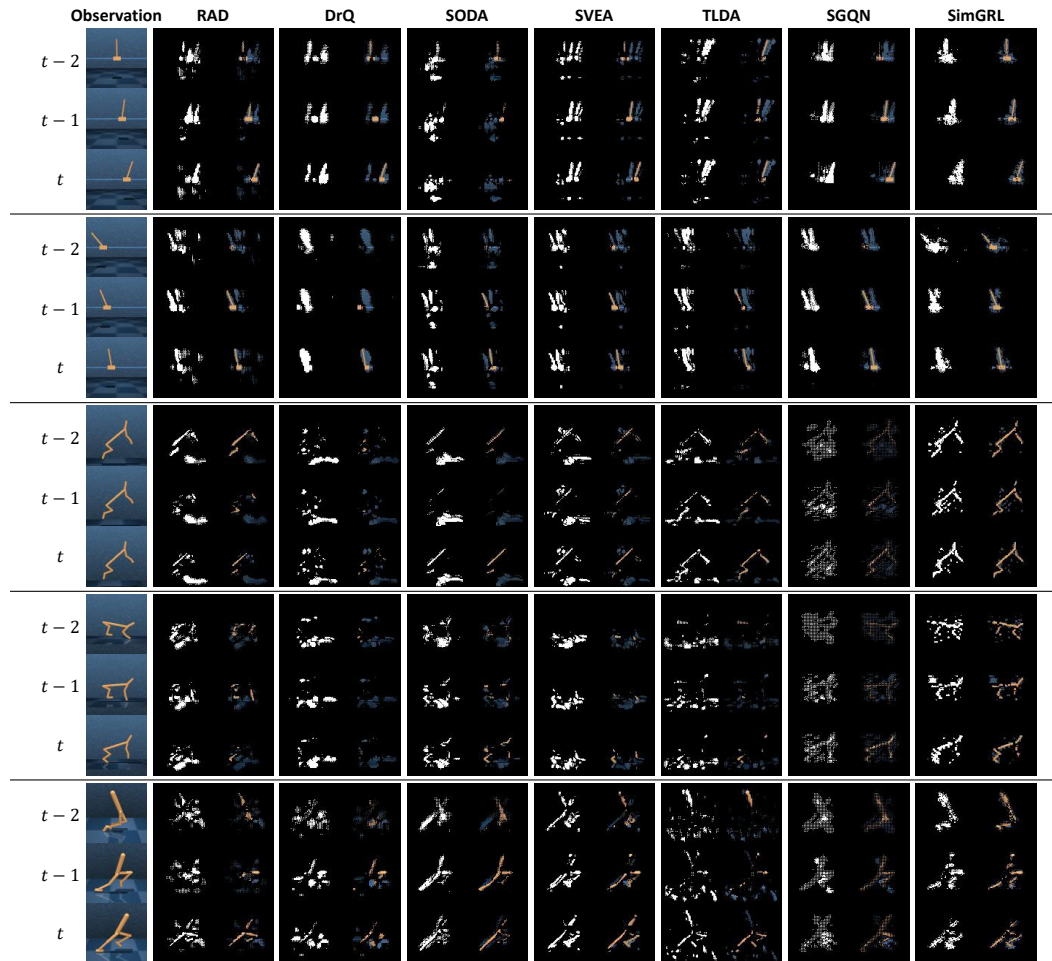 Observation RAD DrQ SODA SVEA TLDA SGQN SimGRL
t − 2
t − 1
t
t − 2
t − 1
t
t − 2
t − 1
t
t − 2
t − 1
t
t − 2
t − 1
t